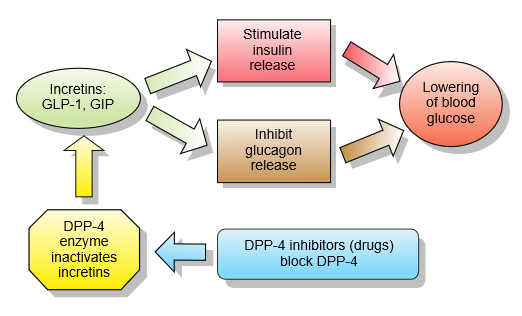 Incretins:
GLP-1, GIP
Stimulate
insulin
release
Inhibit
glucagon
release
Lowering
of blood
glucose
DPP-4
enzyme
inactivates
incretins
DPP-4 inhibitors (drugs)
block DPP-4